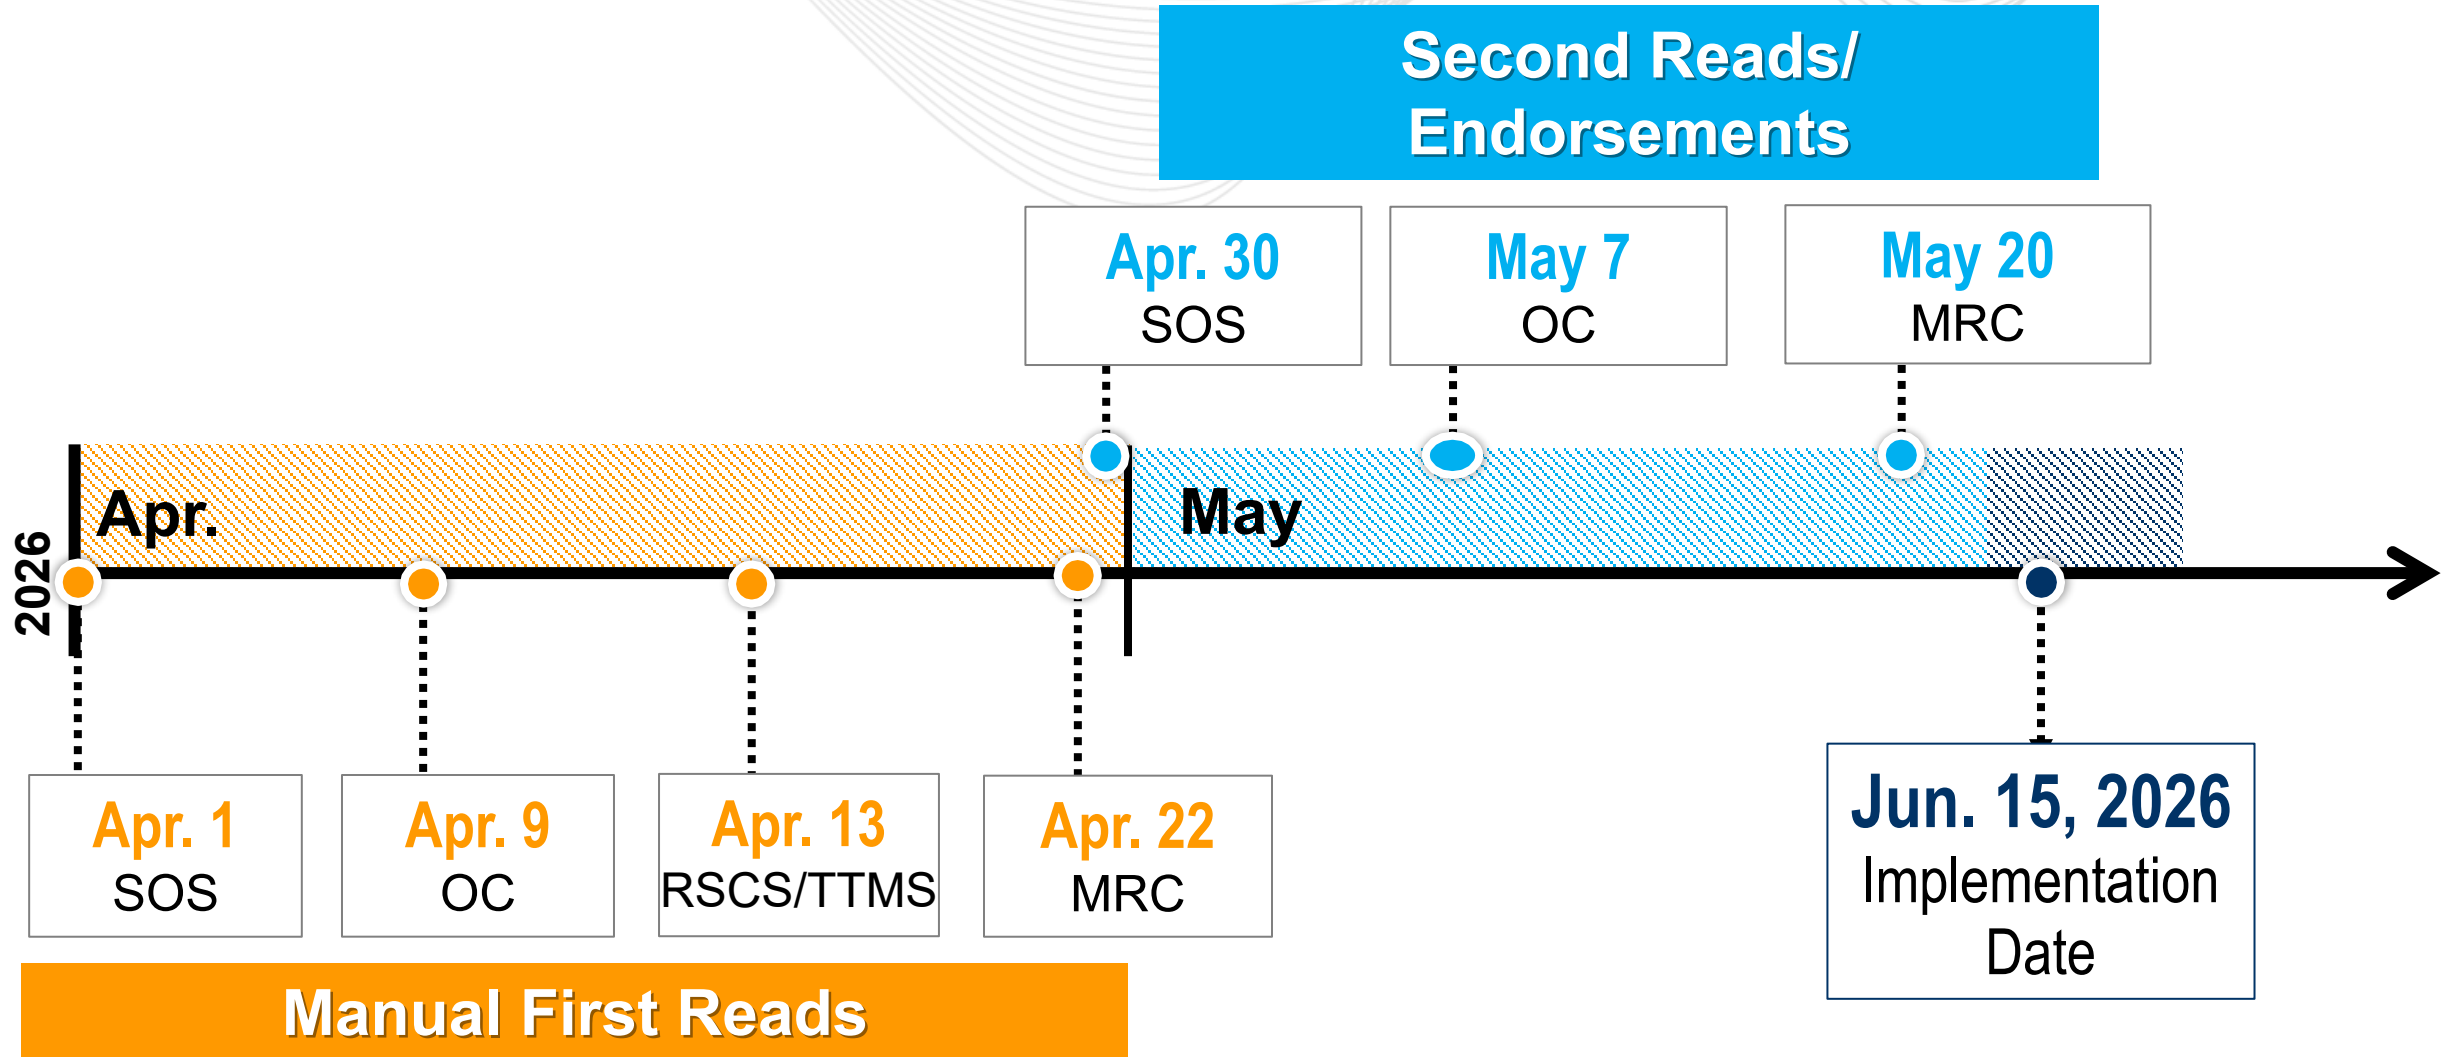 Second Reads/
Endorsements
Apr. 30
SOS
May 7
OC
May 20
MRC
2026
Apr.
May
Apr. 1
SOS
Apr. 9
OC
Apr. 13
RSCS/TTMS
Apr. 22
MRC
Jun. 15, 2026
Implementation
Date
Manual First Reads